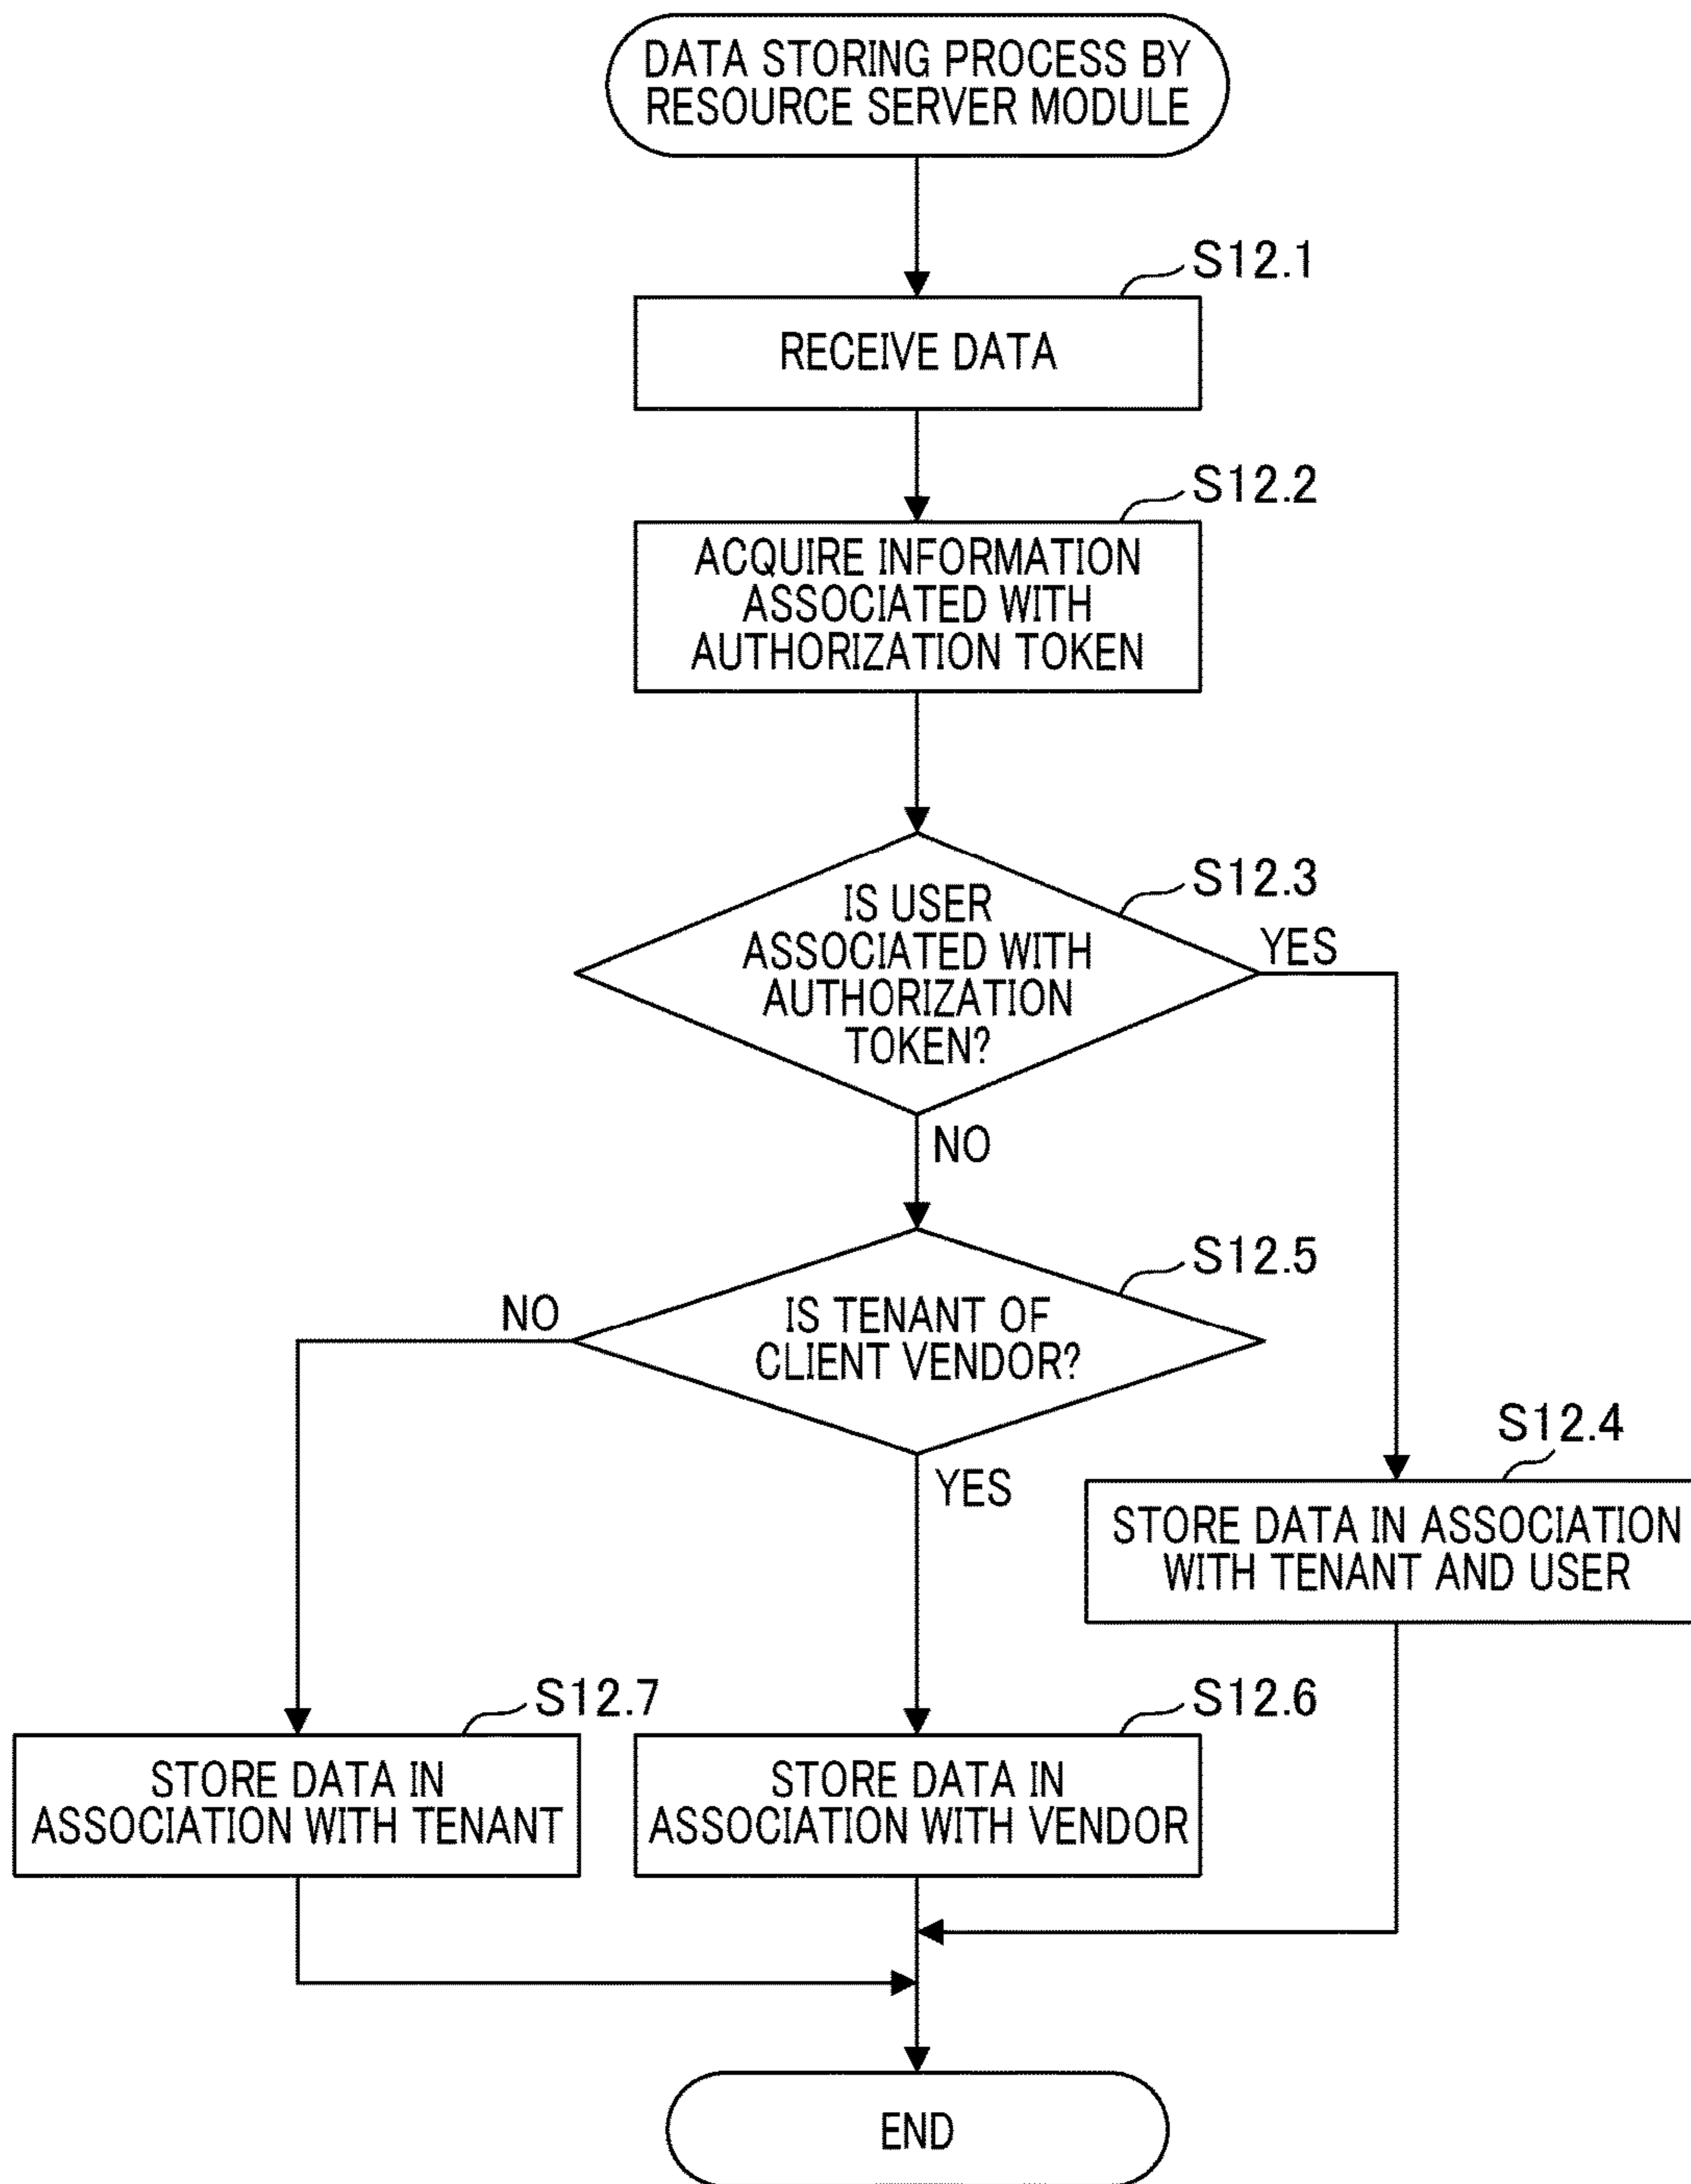 DATA STORING PROCESS BY
RESOURCE SERVER MODULE
S12.1
RECEIVE DATA
S12.2
ACQUIRE INFORMATION
ASSOCIATED WITH
AUTHORIZATION TOKEN
S12.3
IS USER
ASSOCIATED WITH
AUTHORIZATION
TOKEN?
YES
NO
S12.5
IS TENANT OF
CLIENT VENDOR?
NO
YES
S12.4
STORE DATA IN ASSOCIATION
WITH TENANT AND USER
S12.7
STORE DATA IN
ASSOCIATION WITH TENANT
S12.6
STORE DATA IN
ASSOCIATION WITH VENDOR
END